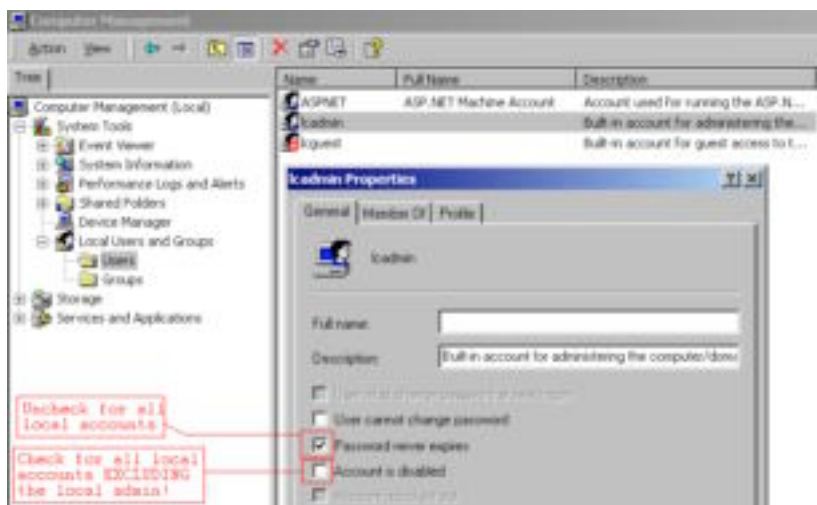 Computer Management
Action View
Tree
Name Full Name Description
Computer Management (Local)
System Tools
Event Viewer
System Information
Performance Logs and Alerts
Shared Folders
Device Manager
Local Users and Groups
Users
Groups
Storage
Services and Applications
ASPNET ASP.NET Machine Account Account used for running the ASP.N...
lcadmin Built-in account for administering the...
lcguest Built-in account for guest access to t...
lcadmin Properties
General Member Of Profile
lcadmin
Full name:
Description: Built-in account for administering the computer/doma
User cannot change password
Password never expires
Account is disabled
Uncheck for all
local accounts
Check for all local
accounts EXCLUDING
the local admin!